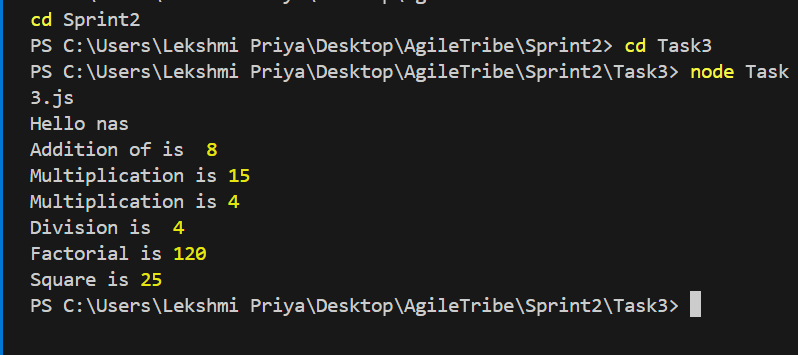 cd Sprint2
PS C:\Users\Lekshmi Priya\Desktop\AgileTribe\Sprint2> cd Task3
PS C:\Users\Lekshmi Priya\Desktop\AgileTribe\Sprint2\Task3> node Task
3.js
Hello nas
Addition of is  8
Multiplication is 15
Multiplication is 4
Division is  4
Factorial is 120
Square is 25
PS C:\Users\Lekshmi Priya\Desktop\AgileTribe\Sprint2\Task3>